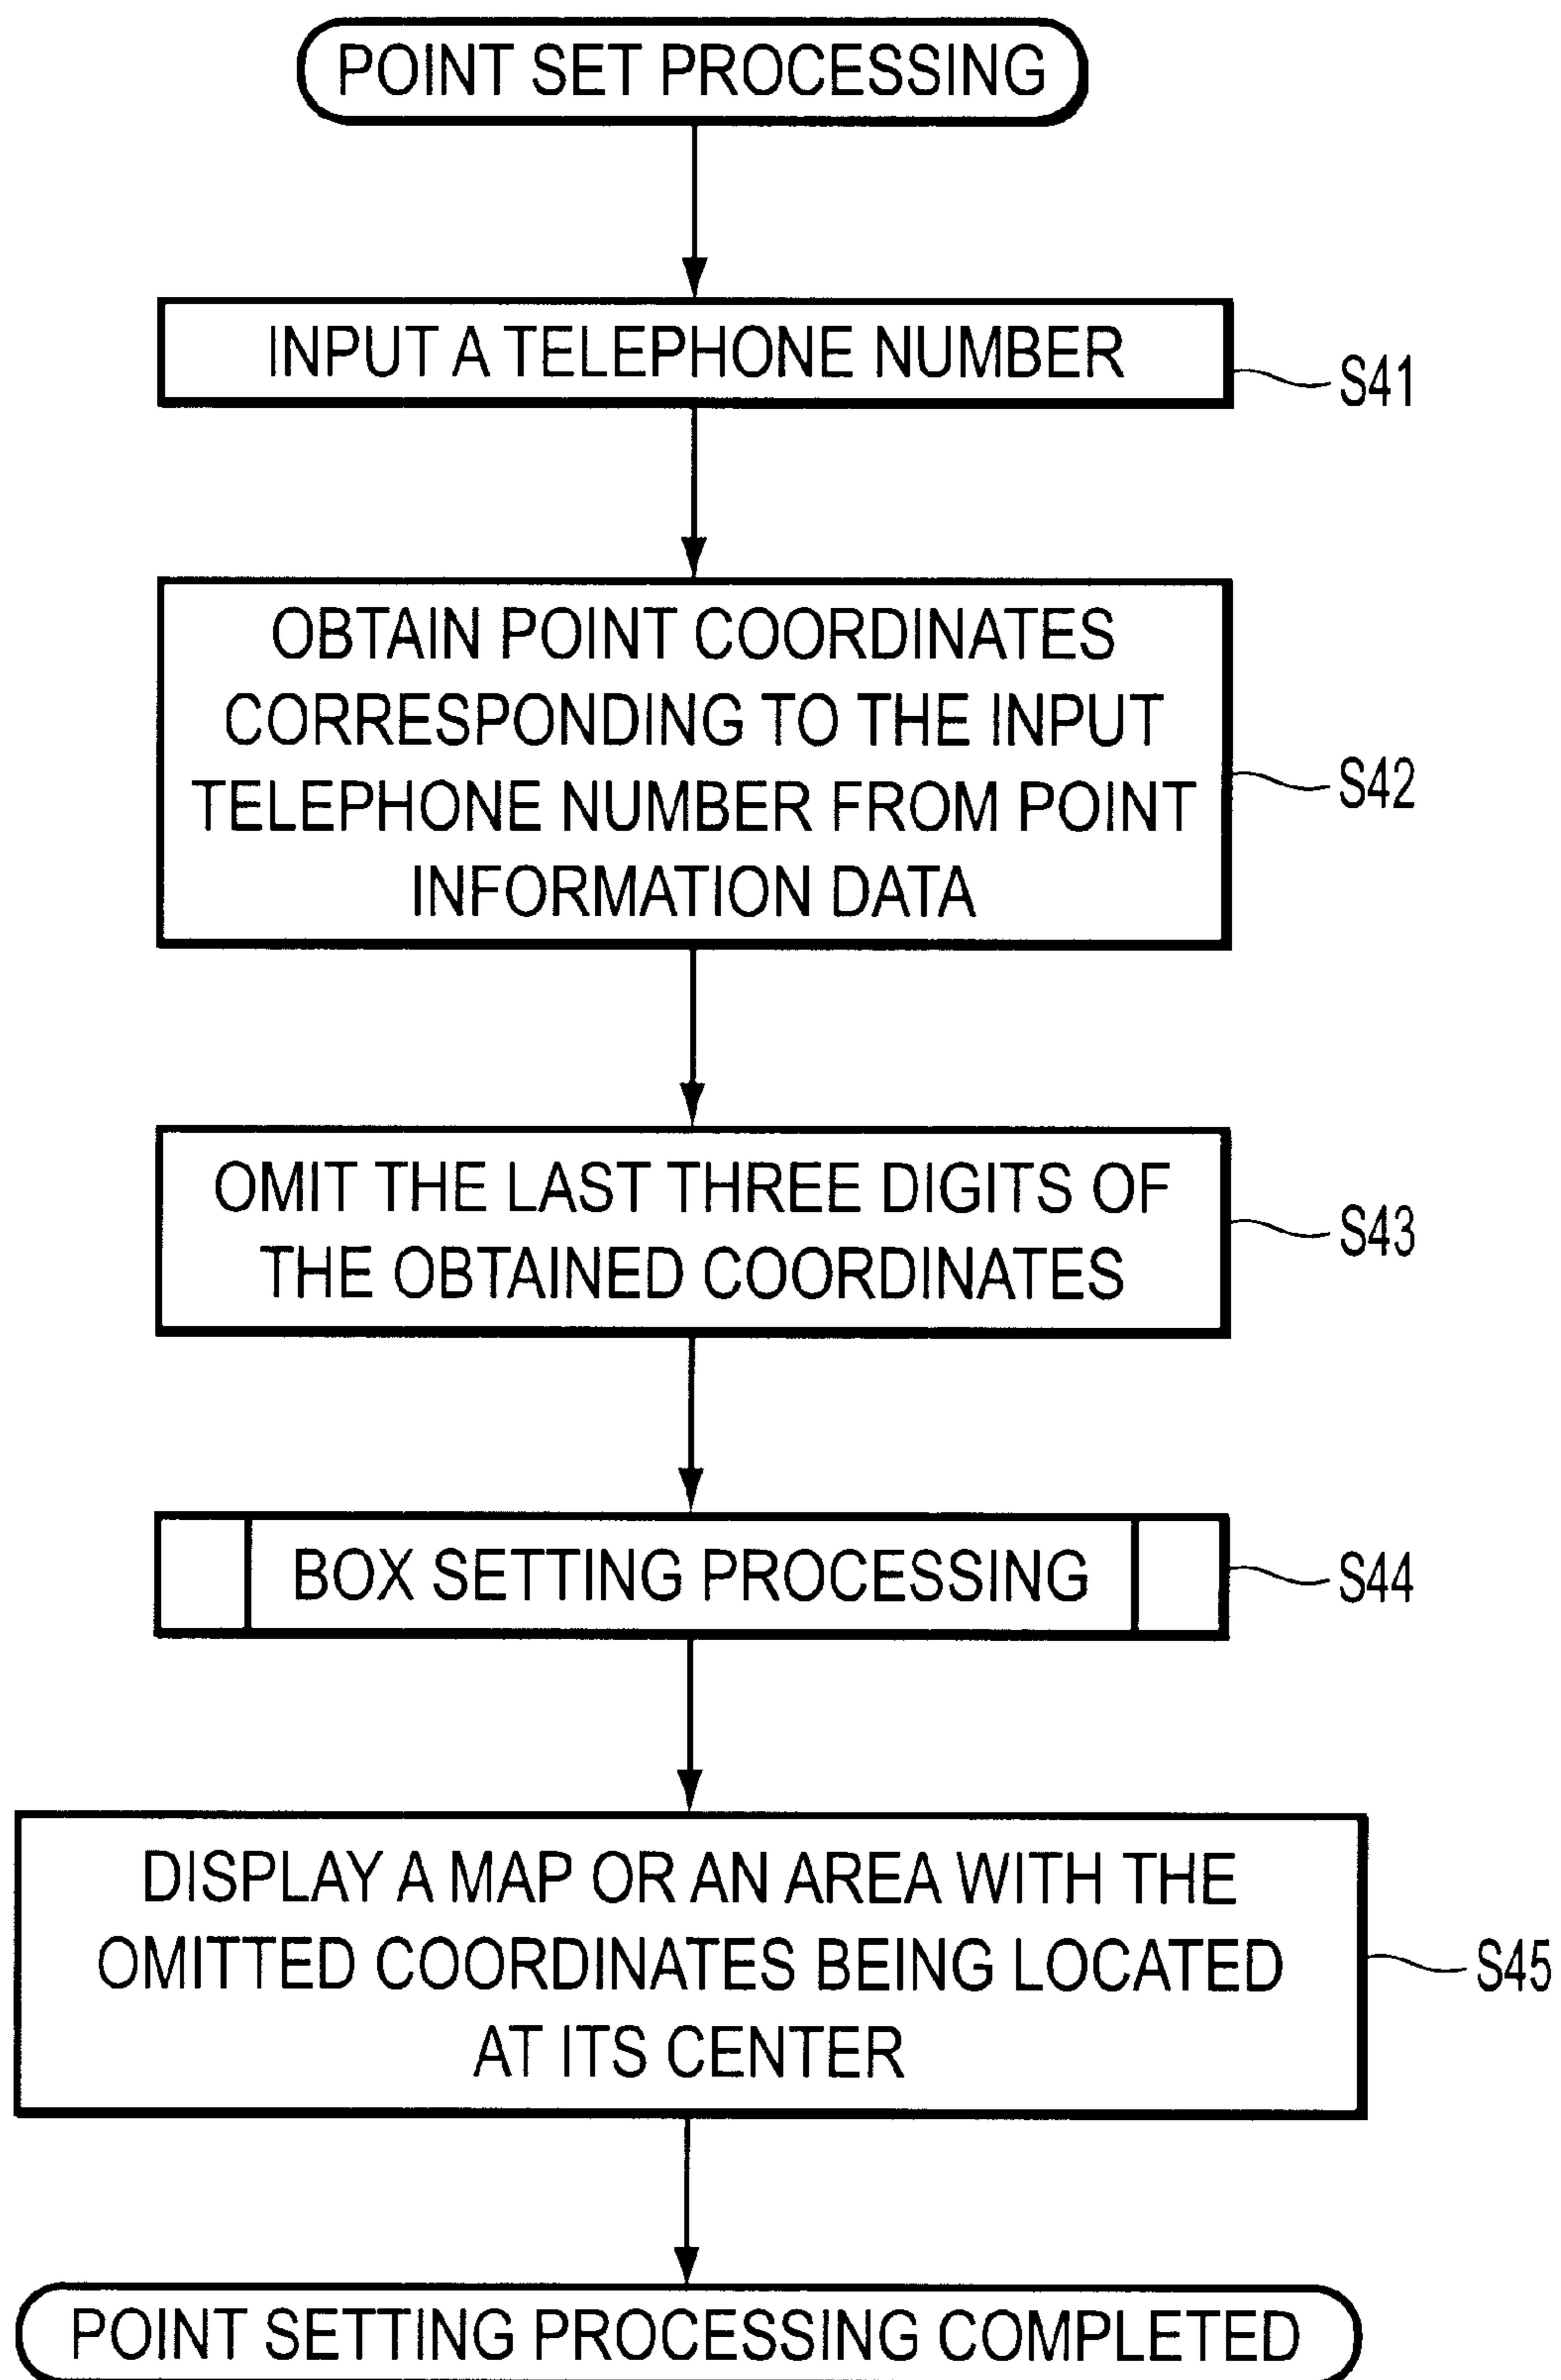 POINT SET PROCESSING
INPUT A TELEPHONE NUMBER
S41
OBTAIN POINT COORDINATES
CORRESPONDING TO THE INPUT
TELEPHONE NUMBER FROM POINT
INFORMATION DATA
S42
OMIT THE LAST THREE DIGITS OF
THE OBTAINED COORDINATES
S43
BOX SETTING PROCESSING
S44
DISPLAY A MAP OR AN AREA WITH THE
OMITTED COORDINATES BEING LOCATED
AT ITS CENTER
S45
POINT SETTING PROCESSING COMPLETED